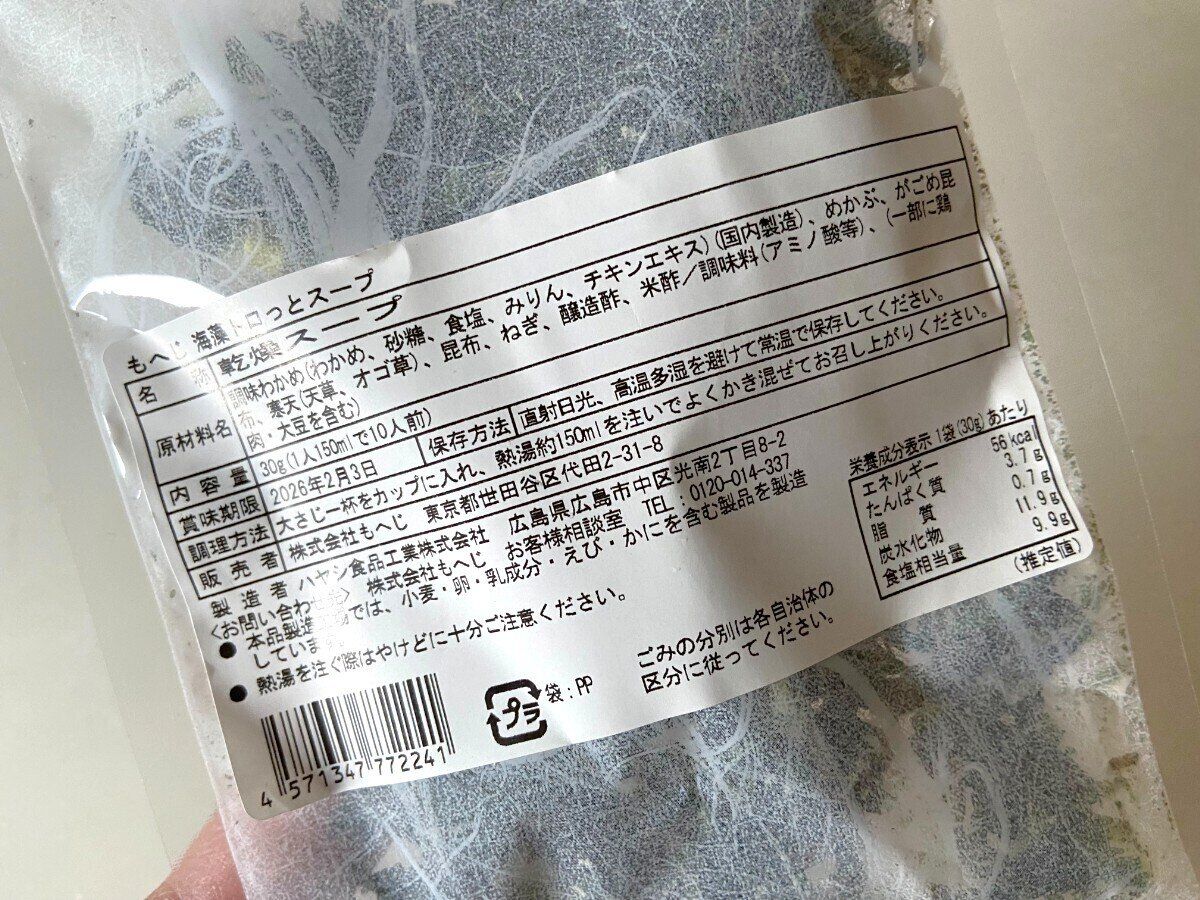 もへじ 海藻トロっとスープ
名 称 乾燥スープ
原材料名 調味わかめ(わかめ、砂糖、食塩、みりん、チキンエキス)(国内製造)、めかぶ、がごめ昆
布、寒天(天草、オゴ草)、昆布、ねぎ、醸造酢、米酢/調味料(アミノ酸等)、(一部に鶏
肉・大豆を含む)
内容量 30g(1人150mlで10人前)
賞味期限 2026年2月3日 保存方法 直射日光、高温多湿を避けて常温で保存してください。
調理方法 大さじ一杯をカップに入れ、熱湯約150mlを注いでよくかき混ぜてお召し上がりください。
販売者 株式会社もへじ 東京都世田谷区代田2-31-8
製造者 ハヤシ食品工業株式会社 広島県広島市中区光南2丁目8-2
<お問い合わせ先> 株式会社もへじ お客様相談室 TEL:0120-014-337
●本品製造工場では、小麦・卵・乳成分・えび・かにを含む製品を製造
しています。
●熱湯を注ぐ際はやけどに十分ご注意ください。
栄養成分表示 1袋(30g)あたり
エネルギー 56kcal
たんぱく質 3.7g
脂質 0.7g
炭水化物 11.9g
食塩相当量 9.9g
(推定値)
プラ 袋:PP
ごみの分別は各自治体の
区分に従ってください。
4 571347 772241